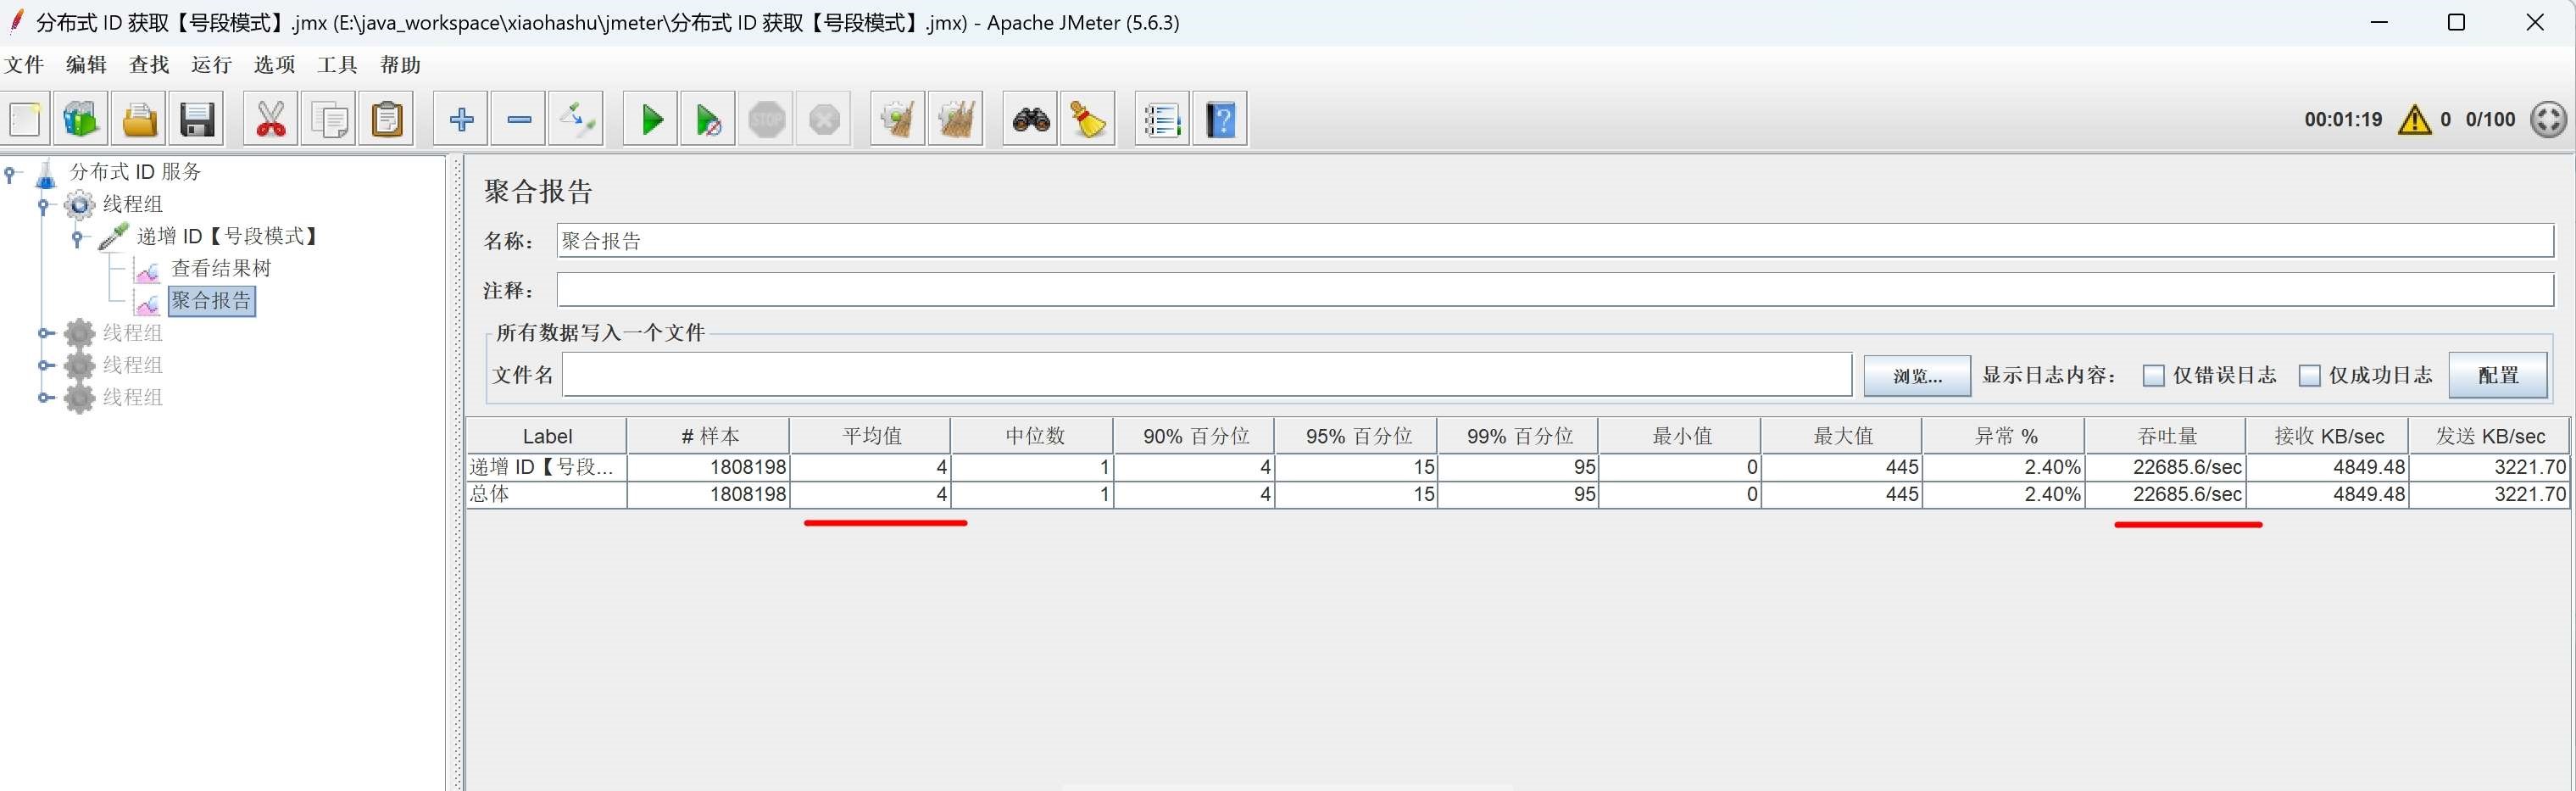 分布式 ID 获取【号段模式】.jmx (E:\java_workspace\xiaohashu\jmeter\分布式 ID 获取【号段模式】.jmx) - Apache JMeter (5.6.3)
文件 编辑 查找 运行 选项 工具 帮助
STOP
00:01:19 0 0/100
分布式 ID 服务
线程组
递增 ID【号段模式】
查看结果树
聚合报告
线程组
线程组
线程组
聚合报告
名称： 聚合报告
注释：
所有数据写入一个文件
文件名 浏览... 显示日志内容： 仅错误日志 仅成功日志 配置
Label # 样本 平均值 中位数 90% 百分位 95% 百分位 99% 百分位 最小值 最大值 异常 % 吞吐量 接收 KB/sec 发送 KB/sec
递增 ID【号段... 1808198 4 1 4 15 95 0 445 2.40% 22685.6/sec 4849.48 3221.70
总体 1808198 4 1 4 15 95 0 445 2.40% 22685.6/sec 4849.48 3221.70